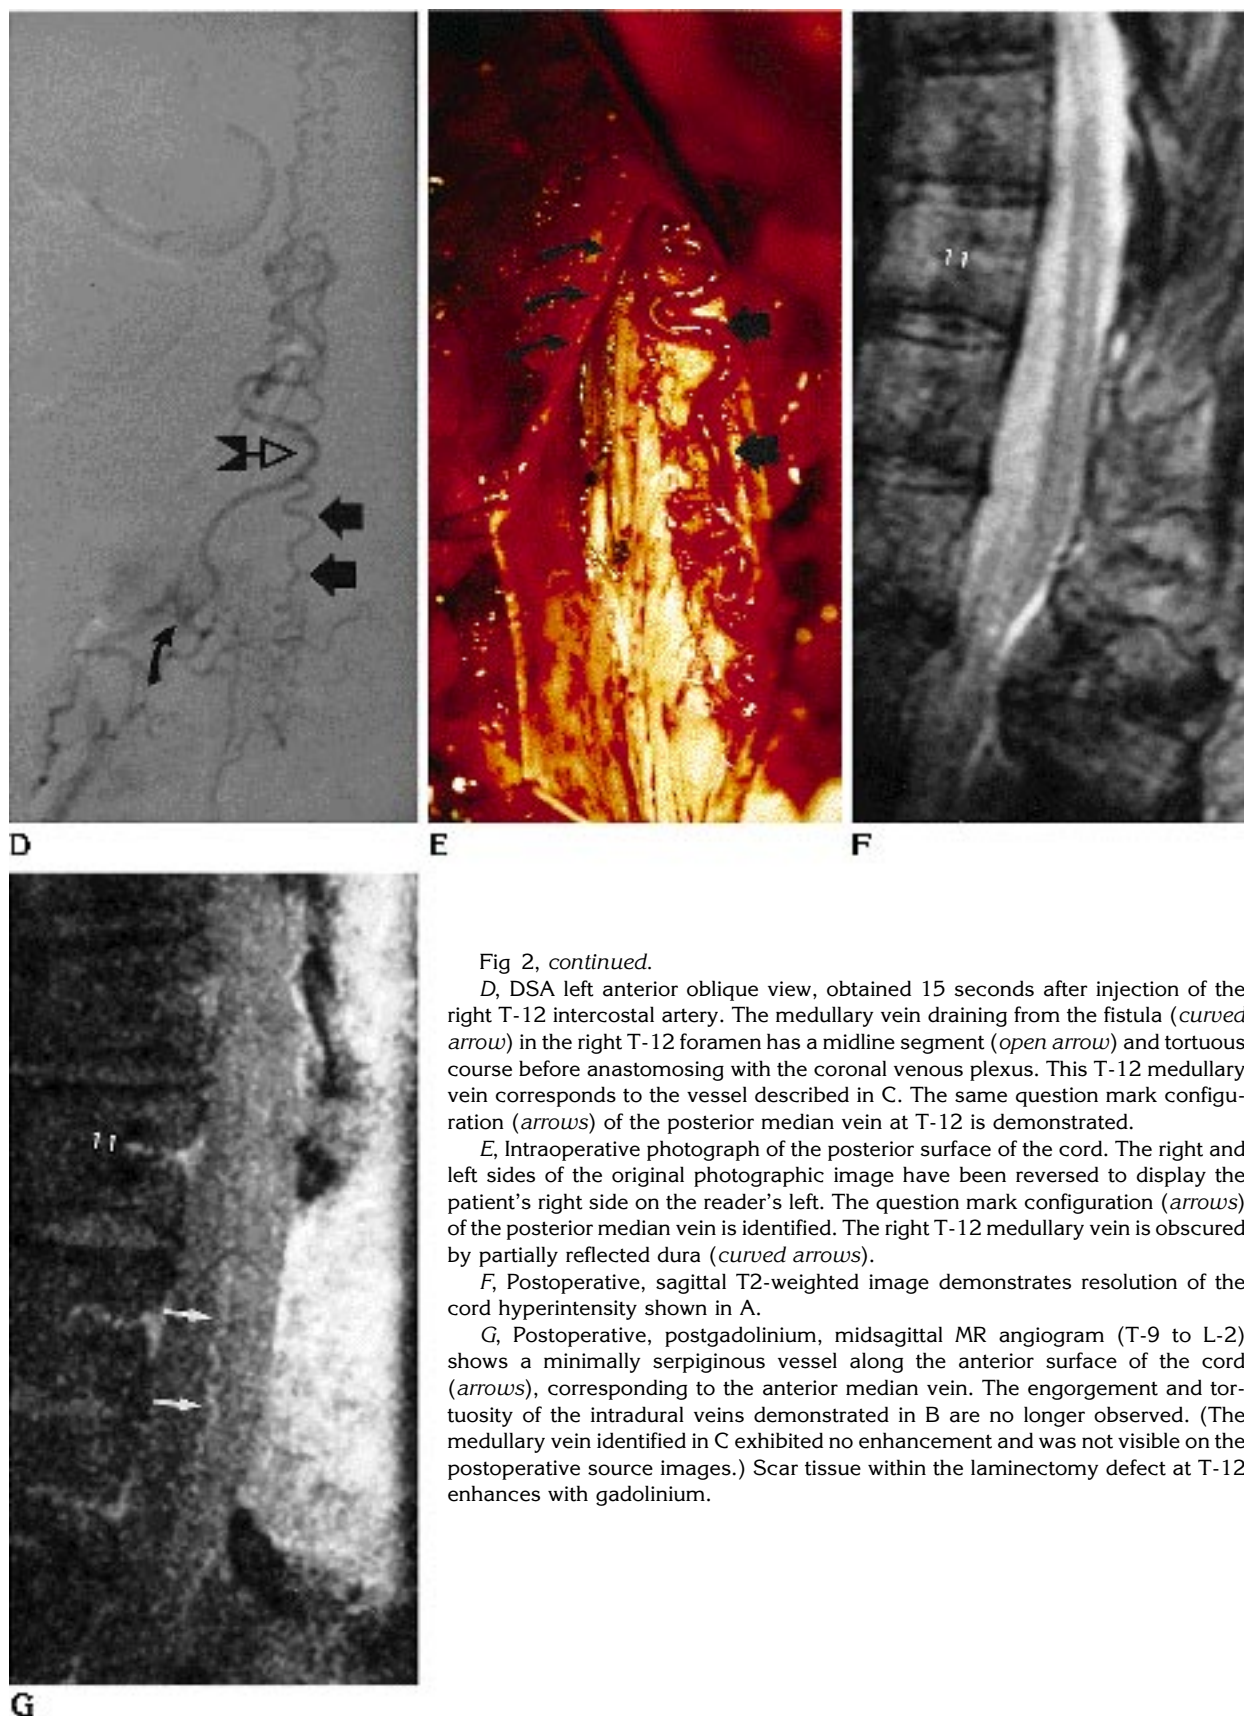 D
E
F
G
11
11
Fig 2, continued.
D, DSA left anterior oblique view, obtained 15 seconds after injection of the
right T-12 intercostal artery. The medullary vein draining from the fistula (curved
arrow) in the right T-12 foramen has a midline segment (open arrow) and tortuous
course before anastomosing with the coronal venous plexus. This T-12 medullary
vein corresponds to the vessel described in C. The same question mark configu-
ration (arrows) of the posterior median vein at T-12 is demonstrated.
E, Intraoperative photograph of the posterior surface of the cord. The right and
left sides of the original photographic image have been reversed to display the
patient's right side on the reader's left. The question mark configuration (arrows)
of the posterior median vein is identified. The right T-12 medullary vein is obscured
by partially reflected dura (curved arrows).
F, Postoperative, sagittal T2-weighted image demonstrates resolution of the
cord hyperintensity shown in A.
G, Postoperative, postgadolinium, midsagittal MR angiogram (T-9 to L-2)
shows a minimally serpiginous vessel along the anterior surface of the cord
(arrows), corresponding to the anterior median vein. The engorgement and tor-
tuosity of the intradural veins demonstrated in B are no longer observed. (The
medullary vein identified in C exhibited no enhancement and was not visible on the
postoperative source images.) Scar tissue within the laminectomy defect at T-12
enhances with gadolinium.